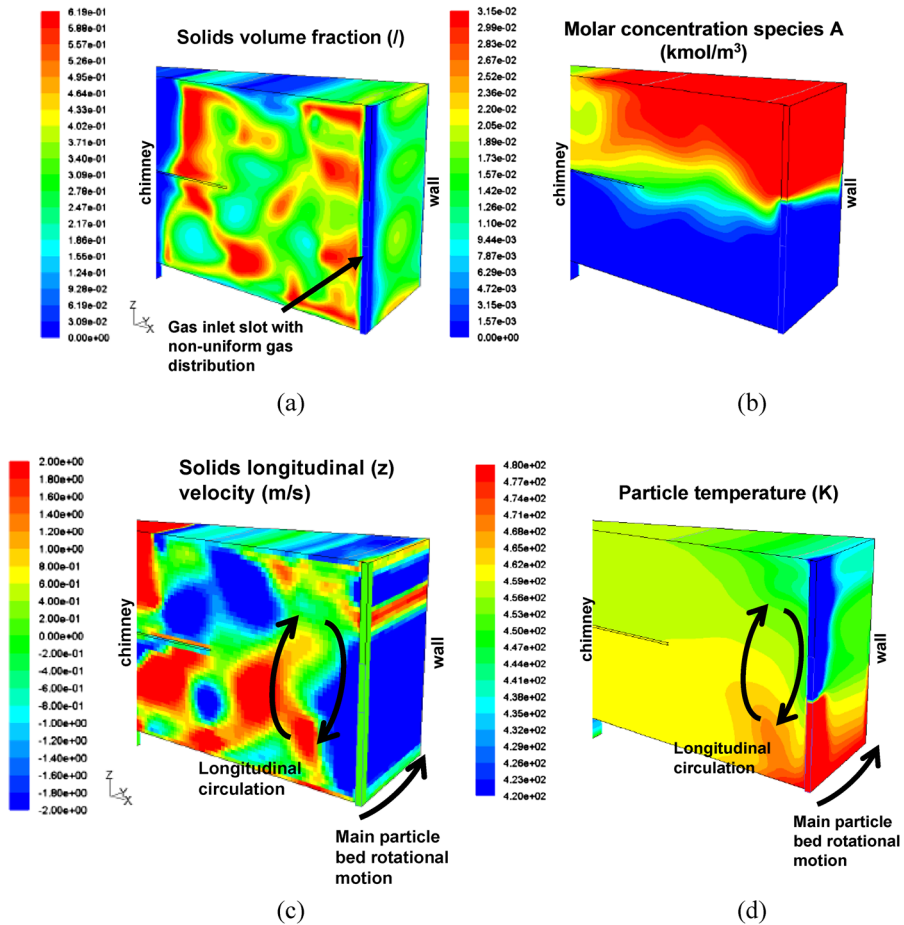 Solids volume fraction (/)
6.19e-01
5.88e-01
5.57e-01
5.26e-01
4.95e-01
4.64e-01
4.33e-01
4.02e-01
3.71e-01
3.40e-01
3.09e-01
2.78e-01
2.47e-01
2.17e-01
1.86e-01
1.55e-01
1.24e-01
9.28e-02
6.19e-02
3.09e-02
0.00e+00
chimney
wall
Z
Y
X
Gas inlet slot with
non-uniform gas
distribution
(a)
Molar concentration species A
(kmol/m³)
3.15e-02
2.99e-02
2.83e-02
2.67e-02
2.52e-02
2.36e-02
2.20e-02
2.05e-02
1.89e-02
1.73e-02
1.57e-02
1.42e-02
1.26e-02
1.10e-02
9.44e-03
7.87e-03
6.29e-03
4.72e-03
3.15e-03
1.57e-03
0.00e+00
chimney
wall
(b)
Solids longitudinal (z)
velocity (m/s)
2.00e+00
1.80e+00
1.60e+00
1.40e+00
1.20e+00
1.00e+00
8.00e-01
6.00e-01
4.00e-01
2.00e-01
0.00e+00
-2.00e-01
-4.00e-01
-6.00e-01
-8.00e-01
-1.00e+00
-1.20e+00
-1.40e+00
-1.60e+00
-1.80e+00
-2.00e+00
chimney
wall
Longitudinal
circulation
Z
Y
X
Main particle
bed rotational
motion
(c)
Particle temperature (K)
4.80e+02
4.77e+02
4.74e+02
4.71e+02
4.68e+02
4.65e+02
4.62e+02
4.59e+02
4.56e+02
4.53e+02
4.50e+02
4.47e+02
4.44e+02
4.41e+02
4.38e+02
4.35e+02
4.32e+02
4.29e+02
4.26e+02
4.23e+02
4.20e+02
chimney
wall
Longitudinal
circulation
Main particle
bed rotational
motion
(d)